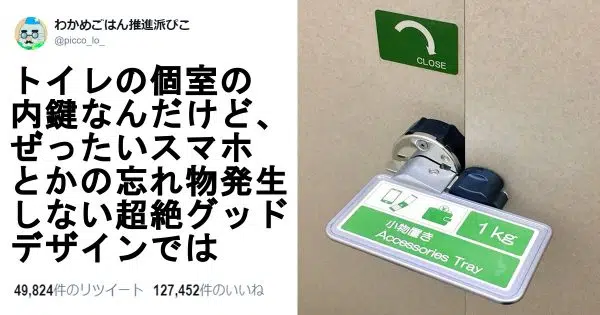 わかめごはん推進派ぴこ
@picco_lo_
トイレの個室の
内鍵なんだけど、
ぜったいスマホ
とかの忘れ物発生
しない超絶グッド
デザインでは
49,824件のリツイート 127,452件のいいね
CLOSE
1kg
小物置き
Accessories Tray